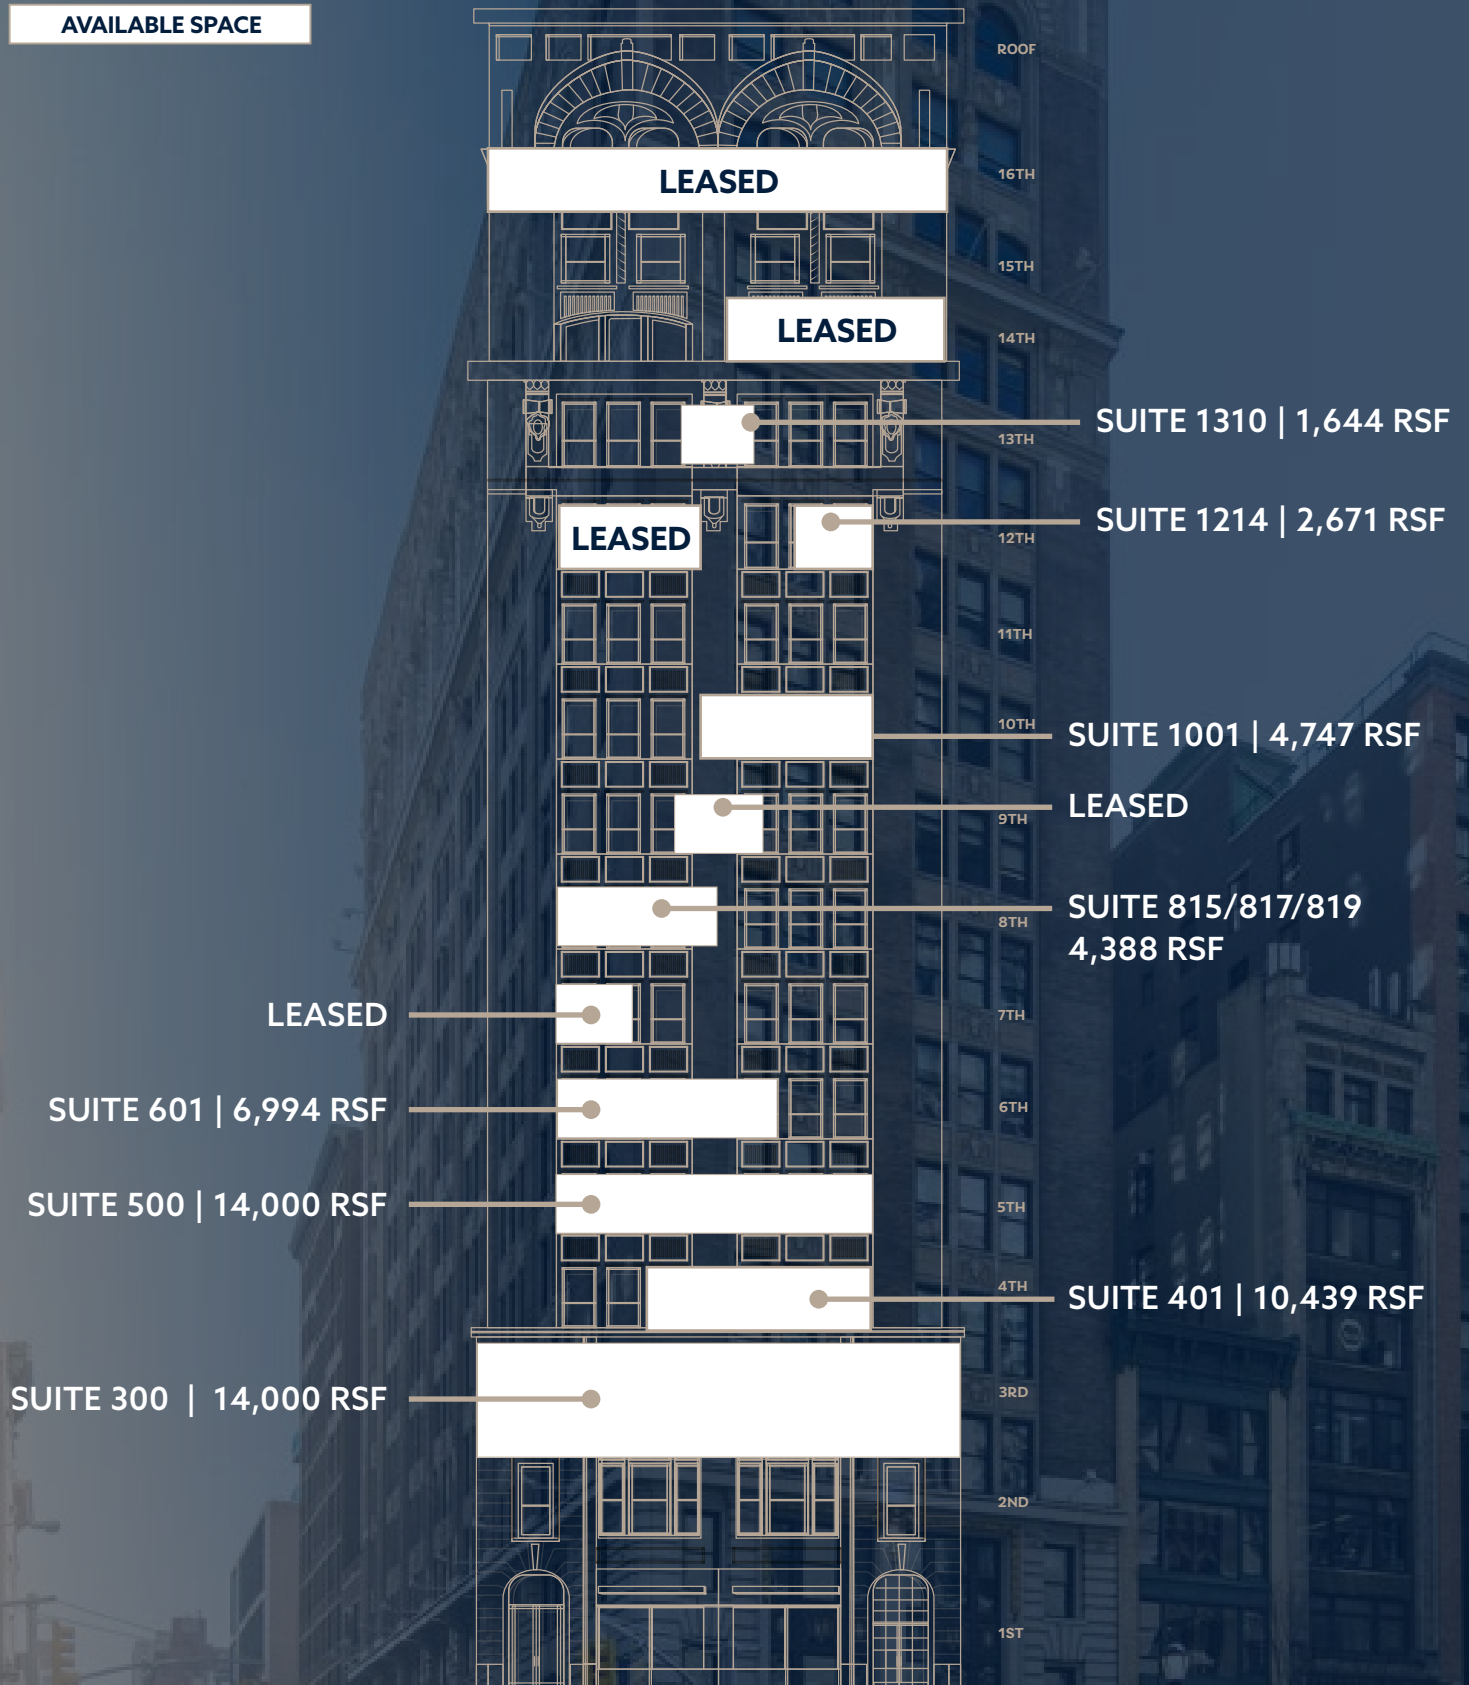 AVAILABLE SPACE
ROOF
LEASED
16TH
15TH
LEASED
14TH
SUITE 1310 | 1,644 RSF
13TH
SUITE 1214 | 2,671 RSF
LEASED
12TH
11TH
10TH
SUITE 1001 | 4,747 RSF
LEASED
9TH
SUITE 815/817/819
8TH
4,388 RSF
LEASED
7TH
SUITE 601 | 6,994 RSF
6TH
SUITE 500 | 14,000 RSF
5TH
4TH
SUITE 401 | 10,439 RSF
SUITE 300 | 14,000 RSF
3RD
2ND
1ST